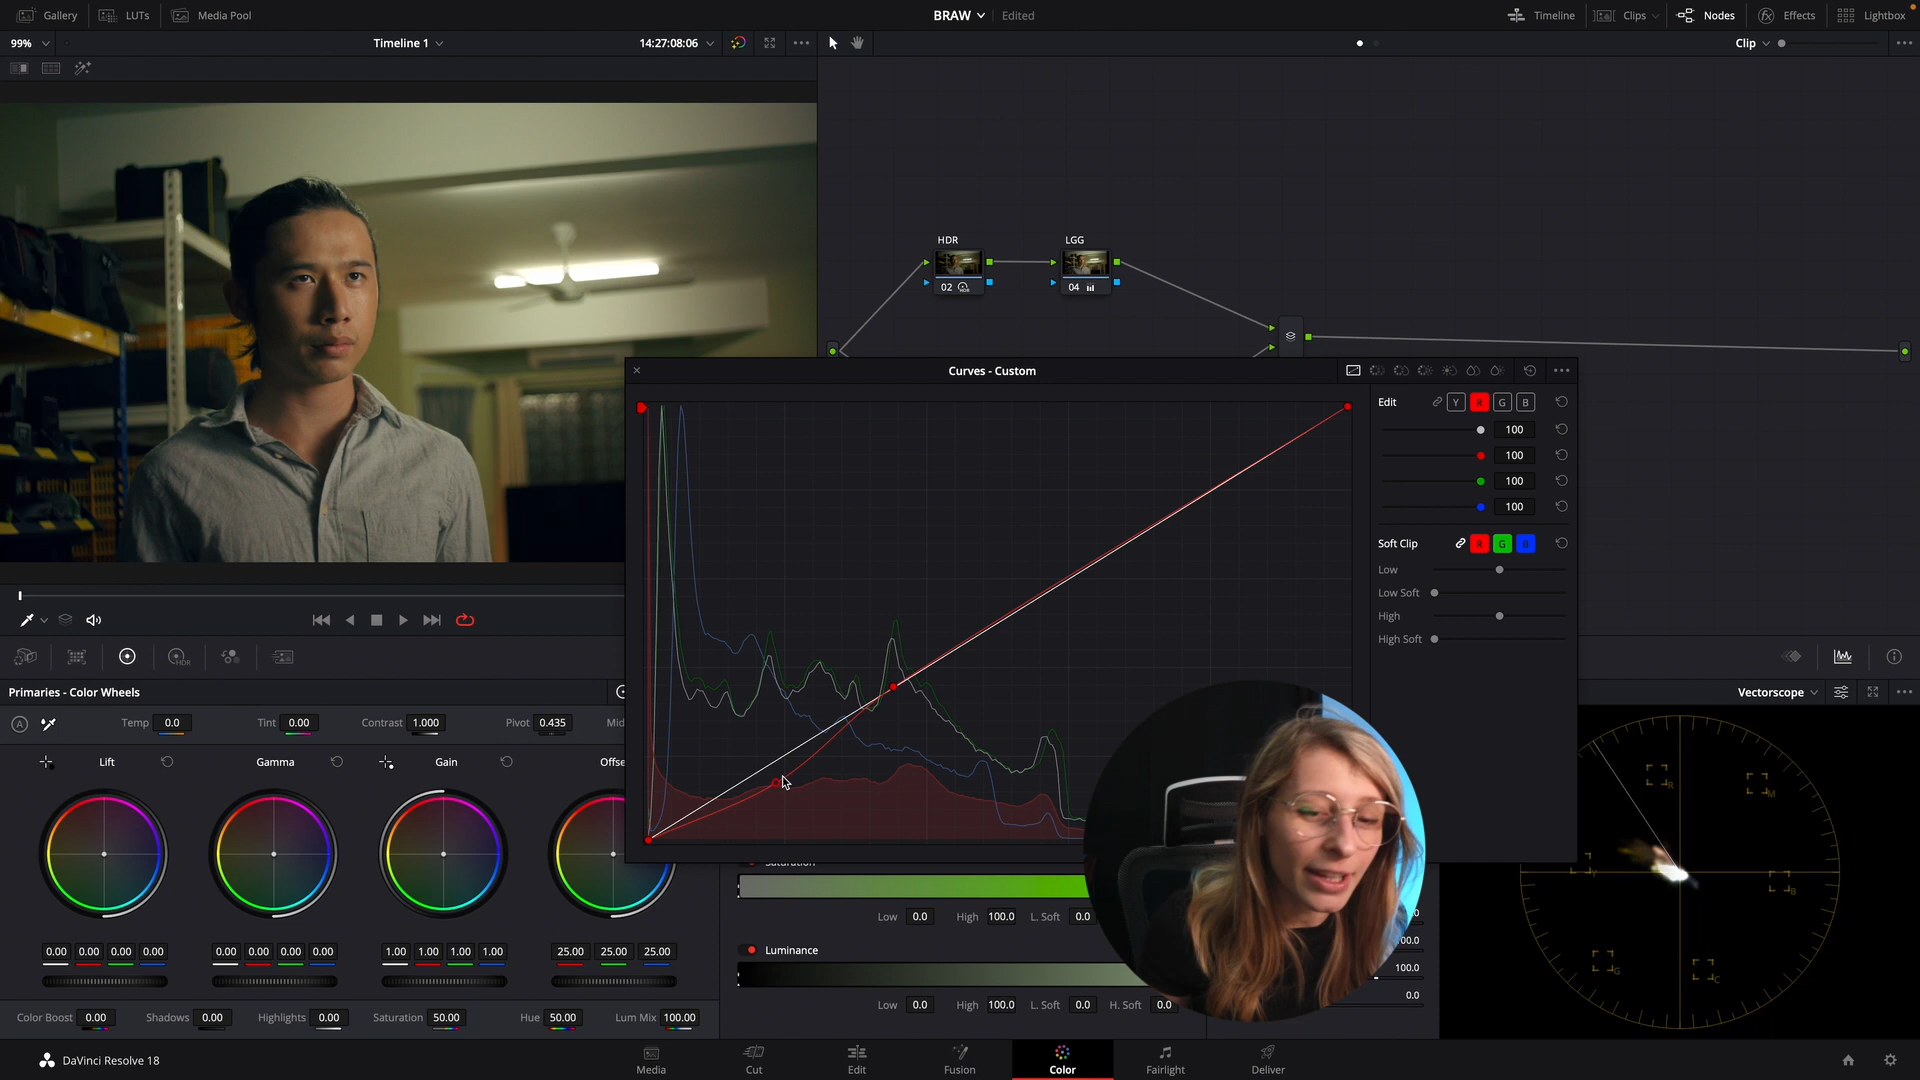 Gallery
LUTs
Media Pool
BRAW
Edited
Timeline
Clips
Nodes
Effects
Lightbox
99%
Timeline 1
14:27:08:06
Clip
HDR
LGG
02
HDR
04
Curves - Custom
Edit
Y
R
G
B
100
100
100
100
Soft Clip
R
G
B
Low
Low Soft
High
High Soft
HDR
Primaries - Color Wheels
Vectorscope
A
Temp 0.0
Tint 0.00
Contrast 1.000
Pivot 0.435
Mid
Lift
Gamma
Gain
Offse
R
M
Y
B
G
C
Saturation
Low 0.0
High 100.0
L. Soft 0.0
0.00 0.00 0.00 0.00
0.00 0.00 0.00 0.00
1.00 1.00 1.00 1.00
25.00 25.00 25.00
Luminance
00.0
100.0
Low 0.0
High 100.0
L. Soft 0.0
H. Soft 0.0
0.0
Color Boost 0.00
Shadows 0.00
Highlights 0.00
Saturation 50.00
Hue 50.00
Lum Mix 100.00
DaVinci Resolve 18
Media
Cut
Edit
Fusion
Color
Fairlight
Deliver